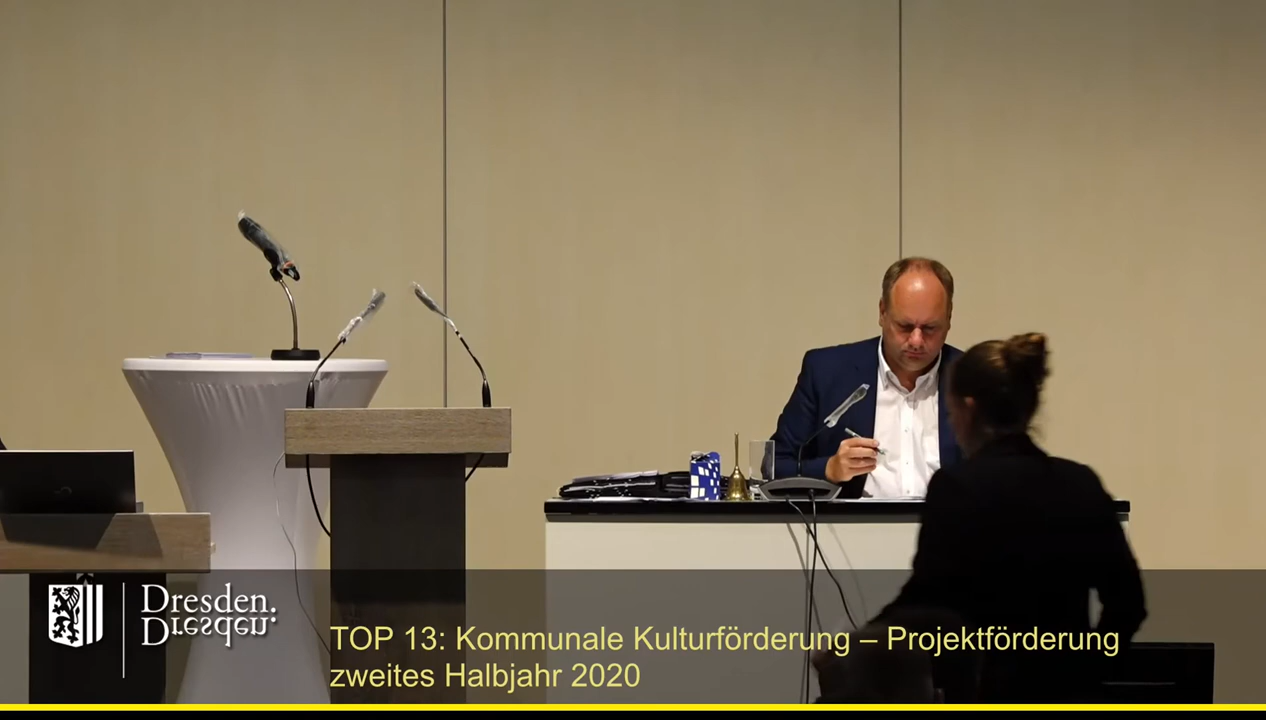 Dresden.
Dresden.
TOP 13: Kommunale Kulturförderung – Projektförderung
zweites Halbjahr 2020